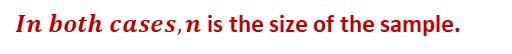 In both cases,n is the size of the sample.